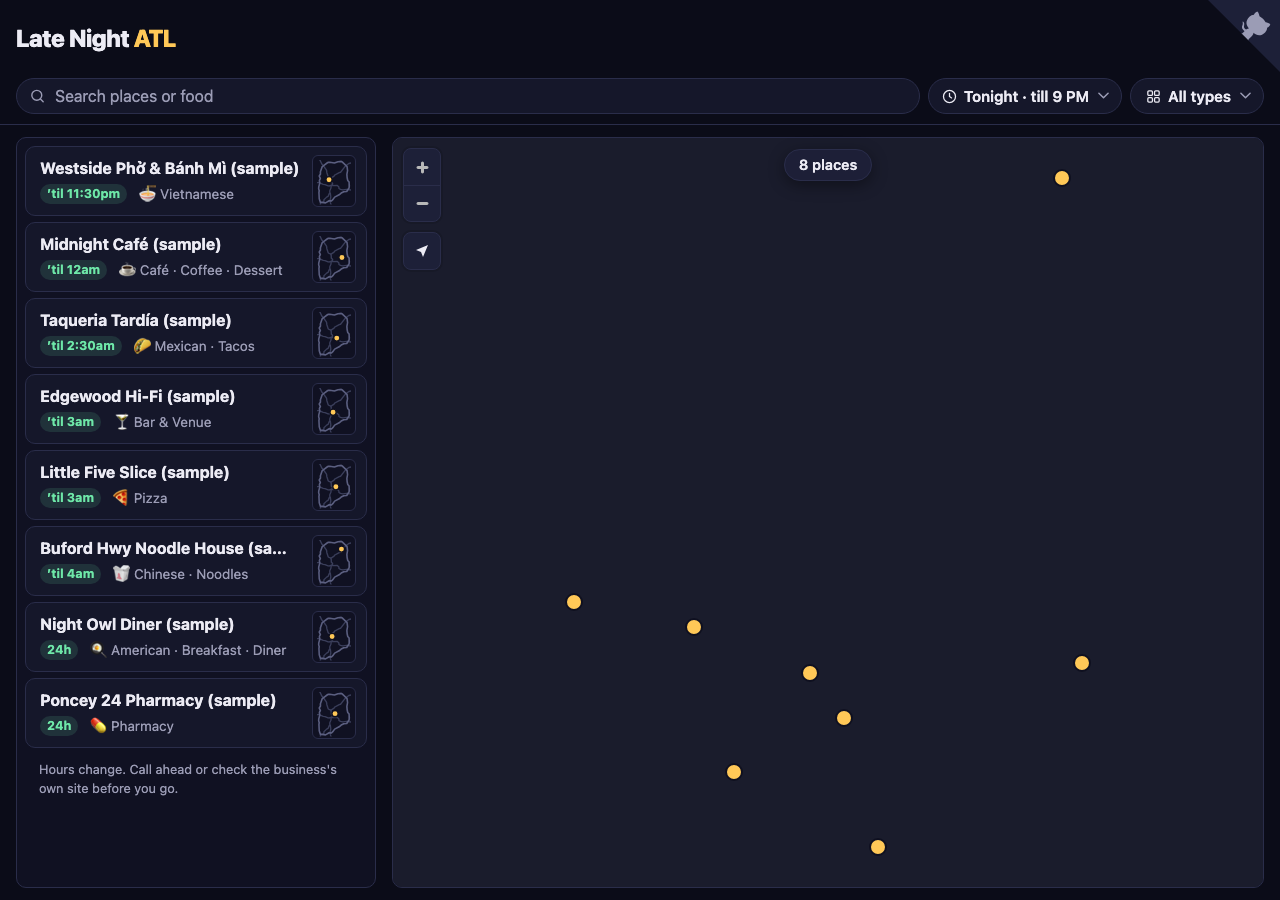 Late Night ATL
Search places or food
Tonight · till 9 PM
All types
Westside Phở & Bánh Mì (sample)
’til 11:30pm
Vietnamese
Midnight Café (sample)
’til 12am
Café · Coffee · Dessert
Taqueria Tardía (sample)
’til 2:30am
Mexican · Tacos
Edgewood Hi-Fi (sample)
’til 3am
Bar & Venue
Little Five Slice (sample)
’til 3am
Pizza
Buford Hwy Noodle House (sa...
’til 4am
Chinese · Noodles
Night Owl Diner (sample)
24h
American · Breakfast · Diner
Poncey 24 Pharmacy (sample)
24h
Pharmacy
Hours change. Call ahead or check the business's
own site before you go.
+
−
8 places